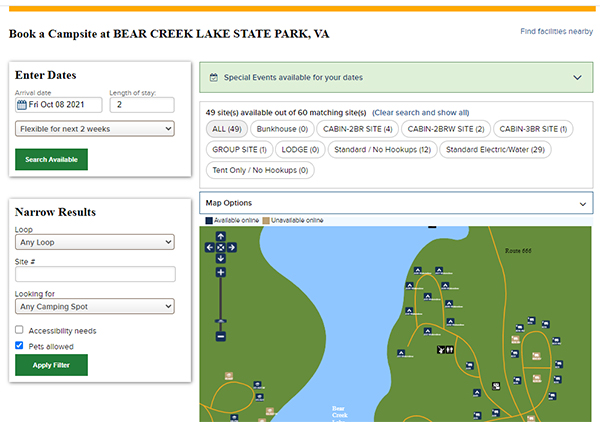 Book a Campsite at BEAR CREEK LAKE STATE PARK, VA
Find facilities nearby
Enter Dates
Arrival date
Length of stay:
Fri Oct 08 2021
2
Flexible for next 2 weeks
Search Available
Special Events available for your dates
49 site(s) available out of 60 matching site(s) (Clear search and show all)
ALL (49)
Bunkhouse (0)
CABIN-2BR SITE (4)
CABIN-2BRW SITE (2)
CABIN-3BR SITE (1)
GROUP SITE (1)
LODGE (0)
Standard / No Hookups (12)
Standard Electric/Water (29)
Tent Only / No Hookups (0)
Narrow Results
Loop
Any Loop
Site #
Looking for
Any Camping Spot
Accessibility needs
Pets allowed
Apply Filter
Map Options
Available online
Unavailable online
Route 666
Bear
Creek
Lake